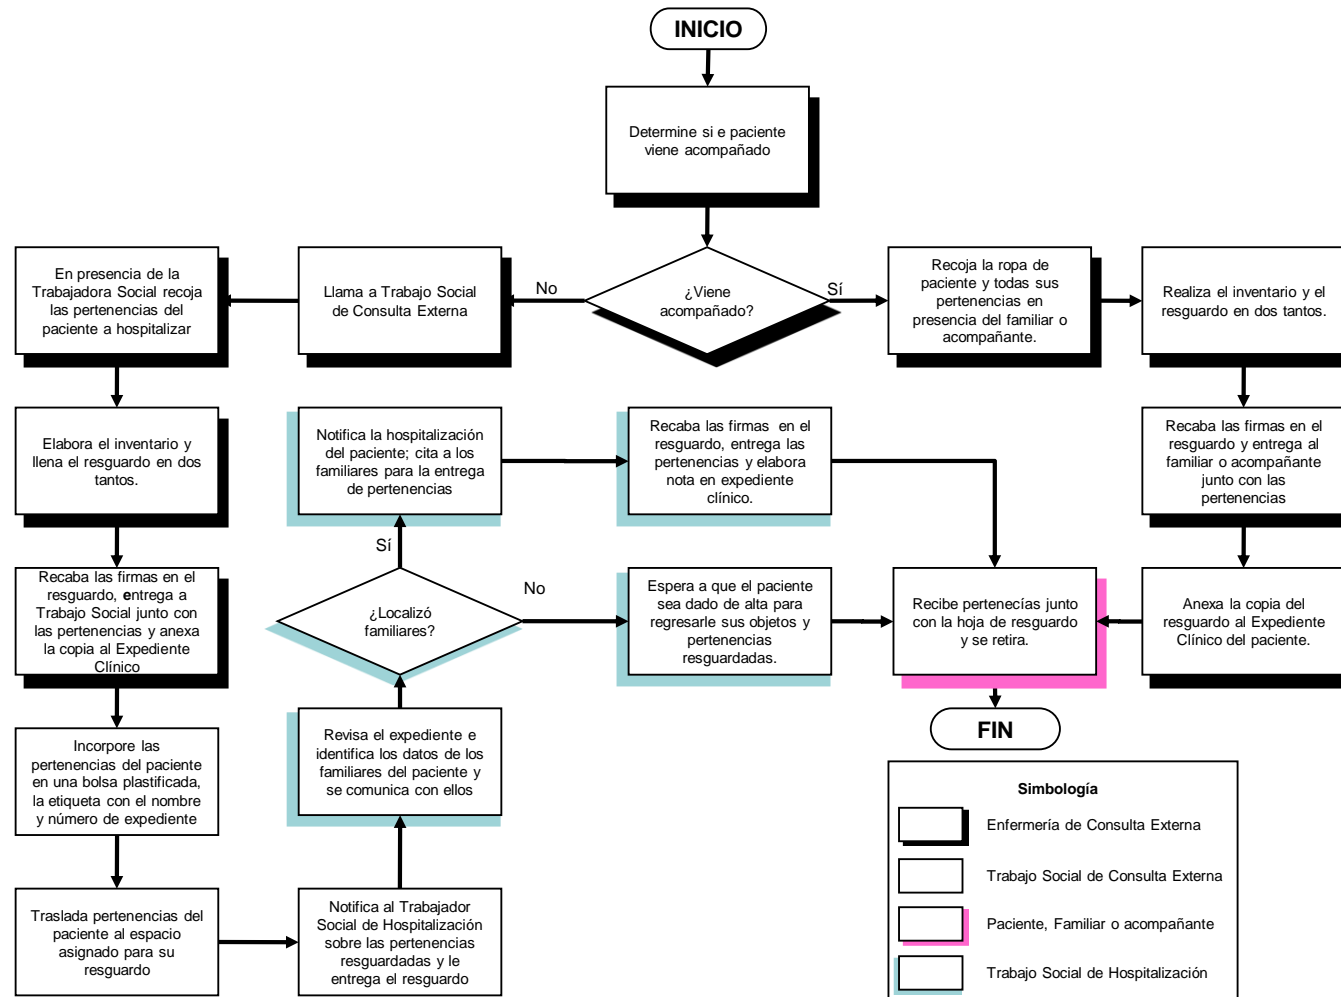 INICIO
Determine si e paciente
viene acompañado
¿Viene
acompañado?
No
Sí
Llama a Trabajo Social
de Consulta Externa
En presencia de la
Trabajadora Social recoja
las pertenencias del
paciente a hospitalizar
Recoja la ropa de
paciente y todas sus
pertenencias en
presencia del familiar o
acompañante.
Realiza el inventario y el
resguardo en dos tantos.
Elabora el inventario y
llena el resguardo en dos
tantos.
Notifica la hospitalización
del paciente; cita a los
familiares para la entrega
de pertenencias
Recaba las firmas en el
resguardo, entrega las
pertenencias y elabora
nota en expediente
clínico.
Recaba las firmas en el
resguardo y entrega al
familiar o acompañante
junto con las
pertenencias
Sí
Recaba las firmas en el
resguardo, entrega a
Trabajo Social junto con
las pertenencias y anexa
la copia al Expediente
Clínico
¿Localizó
familiares?
No
Espera a que el paciente
sea dado de alta para
regresarle sus objetos y
pertenencias
resguardadas.
Recibe pertenecías junto
con la hoja de resguardo
y se retira.
Anexa la copia del
resguardo al Expediente
Clínico del paciente.
Incorpore las
pertenencias del paciente
en una bolsa plastificada,
la etiqueta con el nombre
y número de expediente
Revisa el expediente e
identifica los datos de los
familiares del paciente y
se comunica con ellos
FIN
Traslada pertenencias del
paciente al espacio
asignado para su
resguardo
Notifica al Trabajador
Social de Hospitalización
sobre las pertenencias
resguardadas y le
entrega el resguardo
Simbología
Enfermería de Consulta Externa
Trabajo Social de Consulta Externa
Paciente, Familiar o acompañante
Trabajo Social de Hospitalización